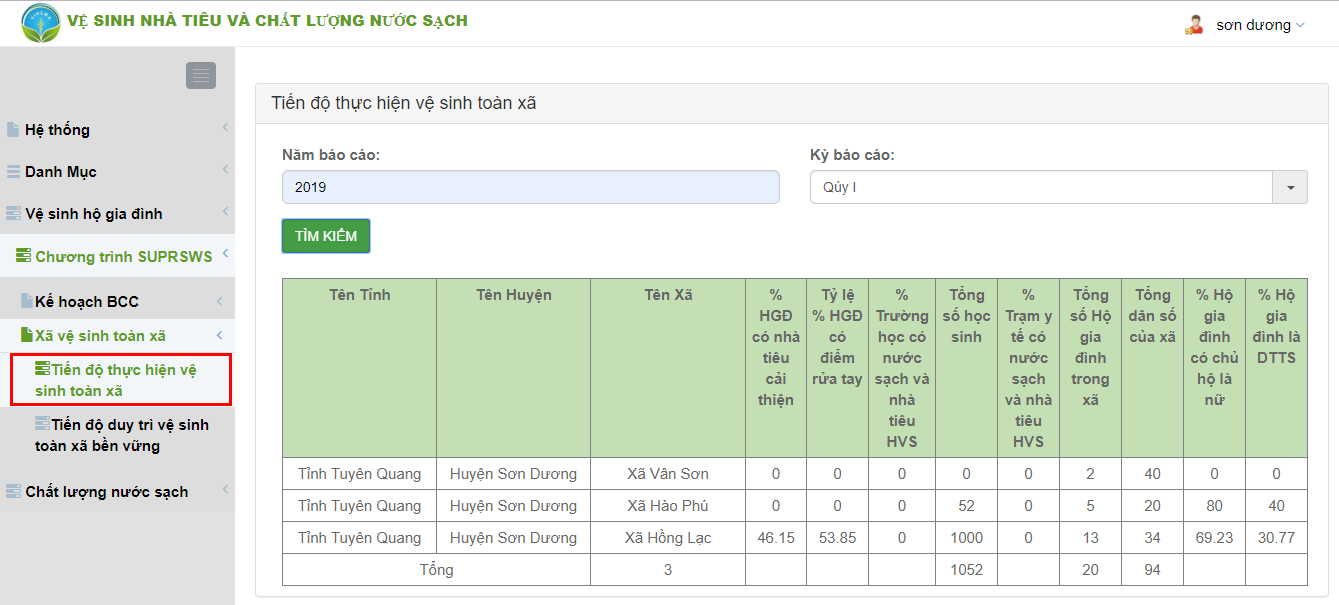 VỆ SINH NHÀ TIÊU VÀ CHẤT LƯỢNG NƯỚC SẠCH
sơn dương
Hệ thống
Danh Mục
Vệ sinh hộ gia đình
Chương trình SUPRSWS
Kế hoạch BCC
Xã vệ sinh toàn xã
Tiến độ thực hiện vệ
sinh toàn xã
Tiến độ duy trì vệ sinh
toàn xã bền vững
Chất lượng nước sạch
Tiến độ thực hiện vệ sinh toàn xã
Năm báo cáo:
Kỳ báo cáo:
2019
Qúy I
TÌM KIẾM
Tên Tỉnh
Tên Huyện
Tên Xã
%
HGĐ
có nhà
tiêu
cải
thiện
Tỷ lệ
% HGĐ
có
điểm
rửa tay
%
Trường
học có
nước
sạch và
nhà
tiêu
HVS
Tổng
số học
sinh
%
Trạm y
tế có
nước
sạch
và nhà
tiêu
HVS
Tổng
số Hộ
gia
đình
trong
xã
Tổng
dân số
của xã
% Hộ
gia
đình
có chủ
hộ là
nữ
% Hộ
gia
đình là
DTTS
Tỉnh Tuyên Quang Huyện Sơn Dương Xã Vân Sơn 0 0 0 0 0 2 40 0 0
Tỉnh Tuyên Quang Huyện Sơn Dương Xã Hào Phú 0 0 0 52 0 5 20 80 40
Tỉnh Tuyên Quang Huyện Sơn Dương Xã Hồng Lạc 46.15 53.85 0 1000 0 13 34 69.23 30.77
Tổng 3 1052 20 94